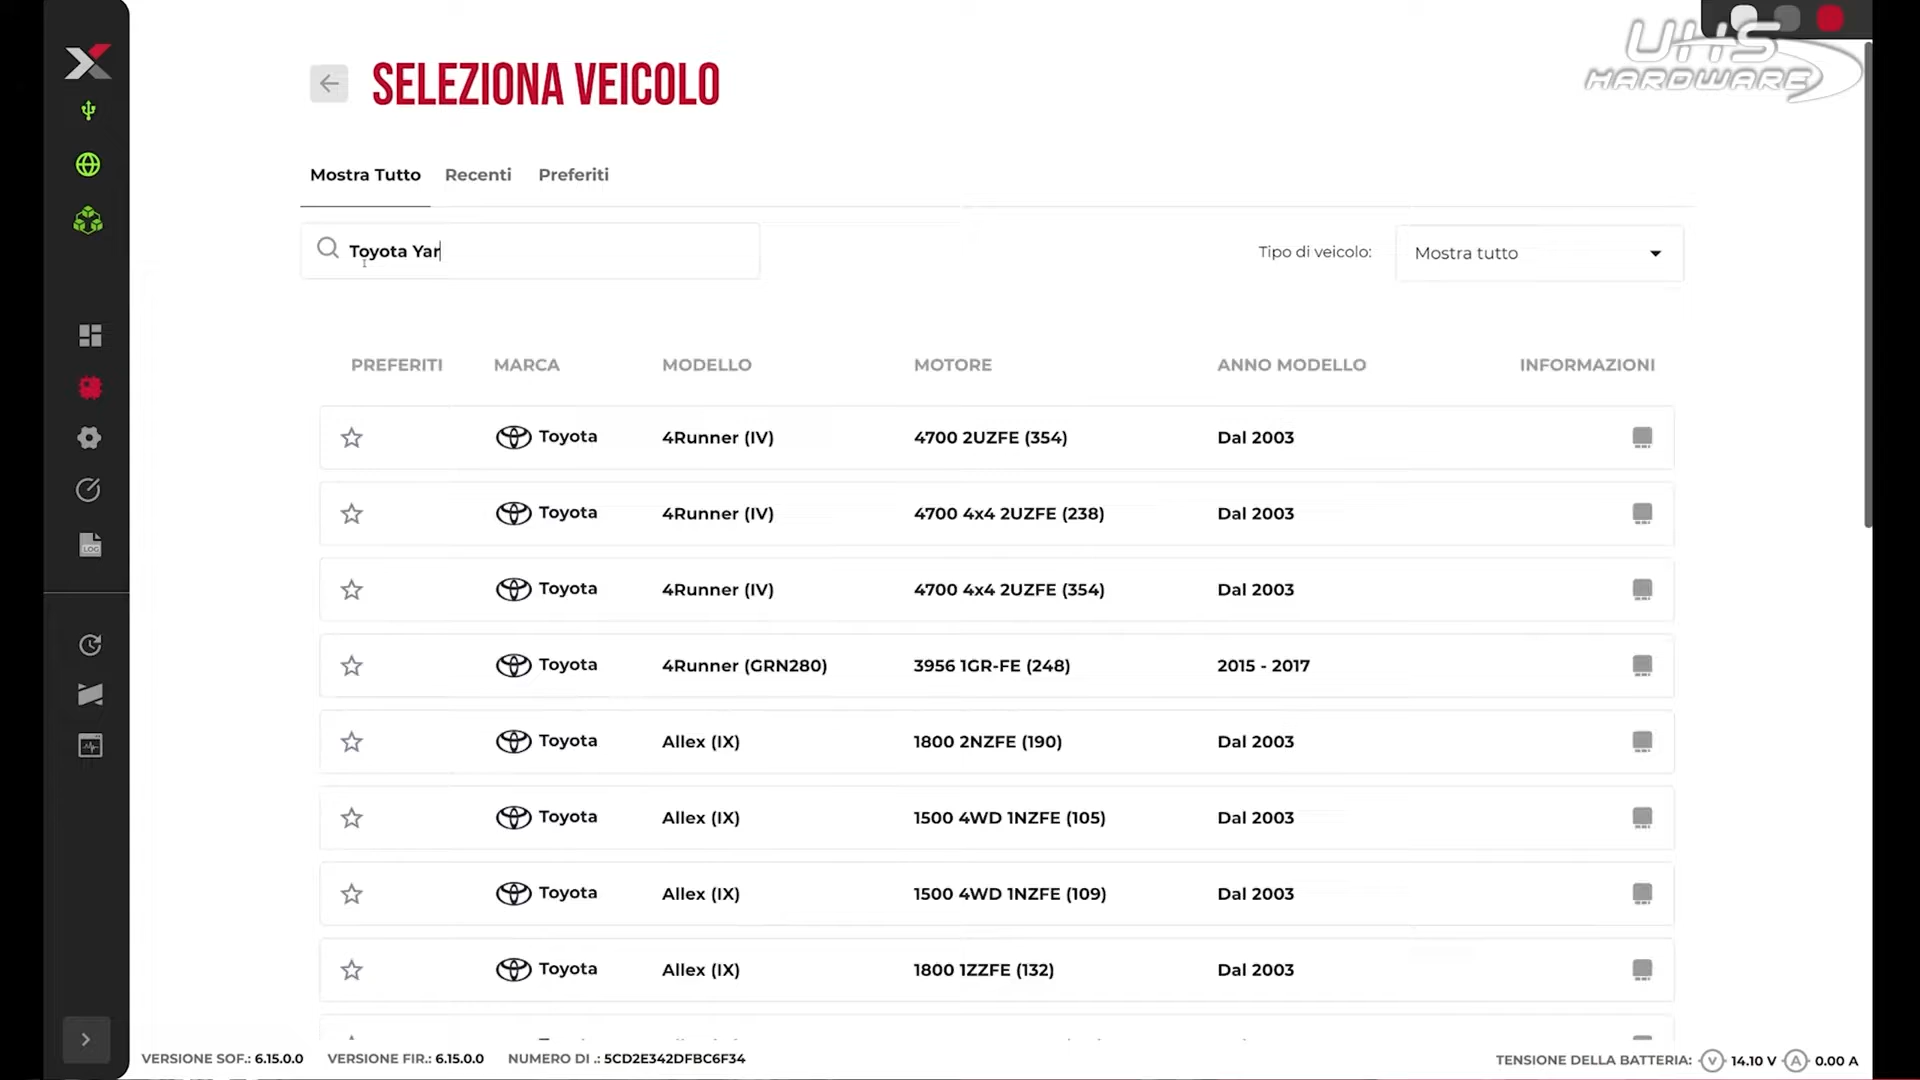 UHS
HARDWARE
SELEZIONA VEICOLO
Mostra Tutto Recenti Preferiti
Toyota Yar
Tipo di veicolo: Mostra tutto
PREFERITI MARCA MODELLO MOTORE ANNO MODELLO INFORMAZIONI
Toyota 4Runner (IV) 4700 2UZFE (354) Dal 2003
Toyota 4Runner (IV) 4700 4x4 2UZFE (238) Dal 2003
Toyota 4Runner (IV) 4700 4x4 2UZFE (354) Dal 2003
Toyota 4Runner (GRN280) 3956 1GR-FE (248) 2015 - 2017
Toyota Allex (IX) 1800 2NZFE (190) Dal 2003
Toyota Allex (IX) 1500 4WD 1NZFE (105) Dal 2003
Toyota Allex (IX) 1500 4WD 1NZFE (109) Dal 2003
Toyota Allex (IX) 1800 1ZZFE (132) Dal 2003
LOG
VERSIONE SOF.: 6.15.0.0 VERSIONE FIR.: 6.15.0.0 NUMERO DI .: 5CD2E342DFBC6F34 TENSIONE DELLA BATTERIA: V 14.10 V A 0.00 A